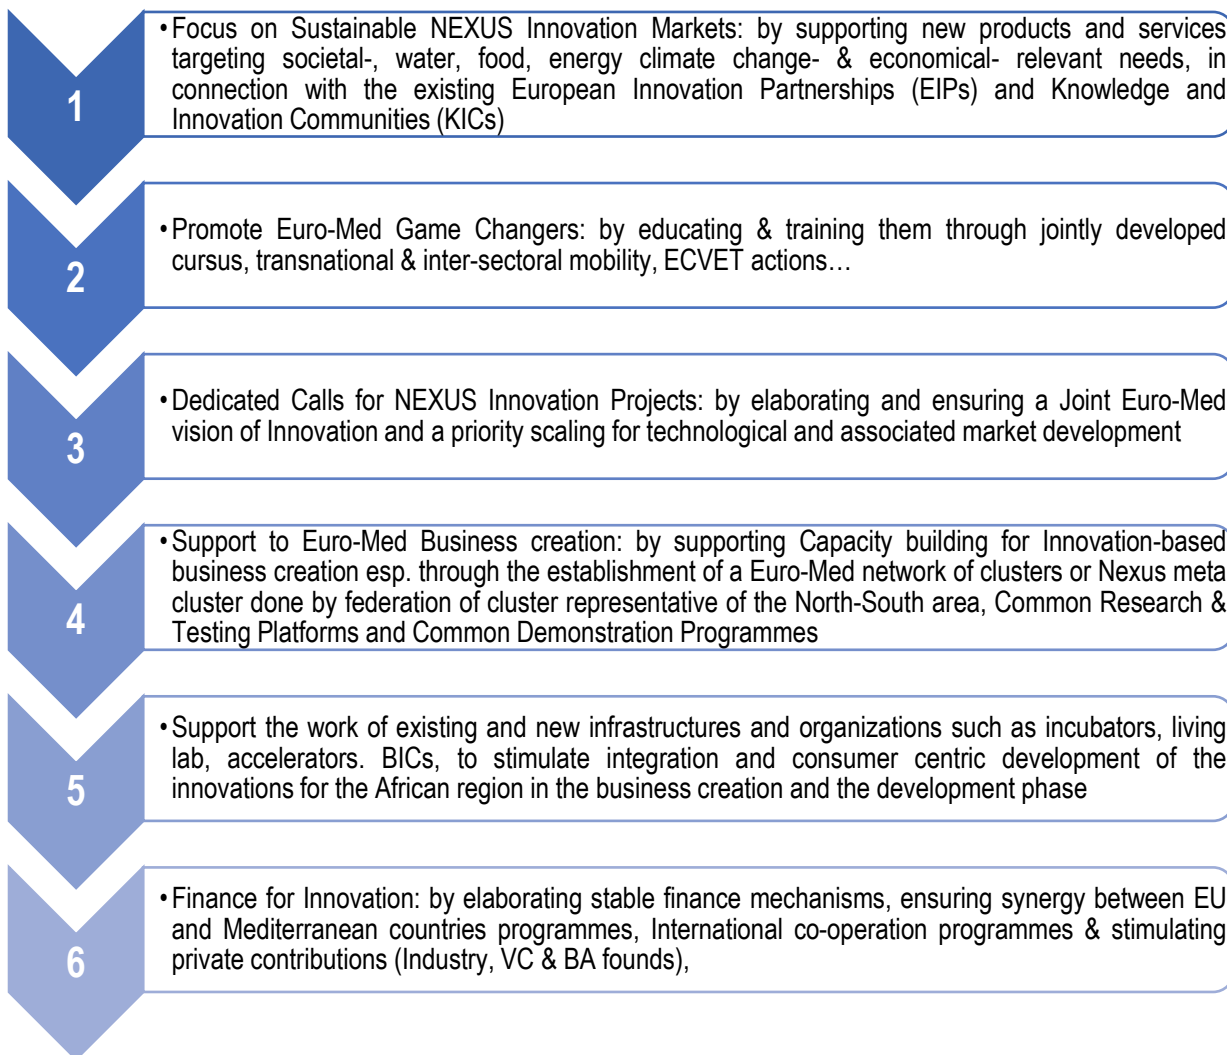 1
• Focus on Sustainable NEXUS Innovation Markets: by supporting new products and services
targeting societal-, water, food, energy climate change- & economical- relevant needs, in
connection with the existing European Innovation Partnerships (EIPs) and Knowledge and
Innovation Communities (KICs)
2
• Promote Euro-Med Game Changers: by educating & training them through jointly developed
cursus, transnational & inter-sectoral mobility, ECVET actions…
3
• Dedicated Calls for NEXUS Innovation Projects: by elaborating and ensuring a Joint Euro-Med
vision of Innovation and a priority scaling for technological and associated market development
4
• Support to Euro-Med Business creation: by supporting Capacity building for Innovation-based
business creation esp. through the establishment of a Euro-Med network of clusters or Nexus meta
cluster done by federation of cluster representative of the North-South area, Common Research &
Testing Platforms and Common Demonstration Programmes
5
• Support the work of existing and new infrastructures and organizations such as incubators, living
lab, accelerators. BICs, to stimulate integration and consumer centric development of the
innovations for the African region in the business creation and the development phase
6
• Finance for Innovation: by elaborating stable finance mechanisms, ensuring synergy between EU
and Mediterranean countries programmes, International co-operation programmes & stimulating
private contributions (Industry, VC & BA founds),